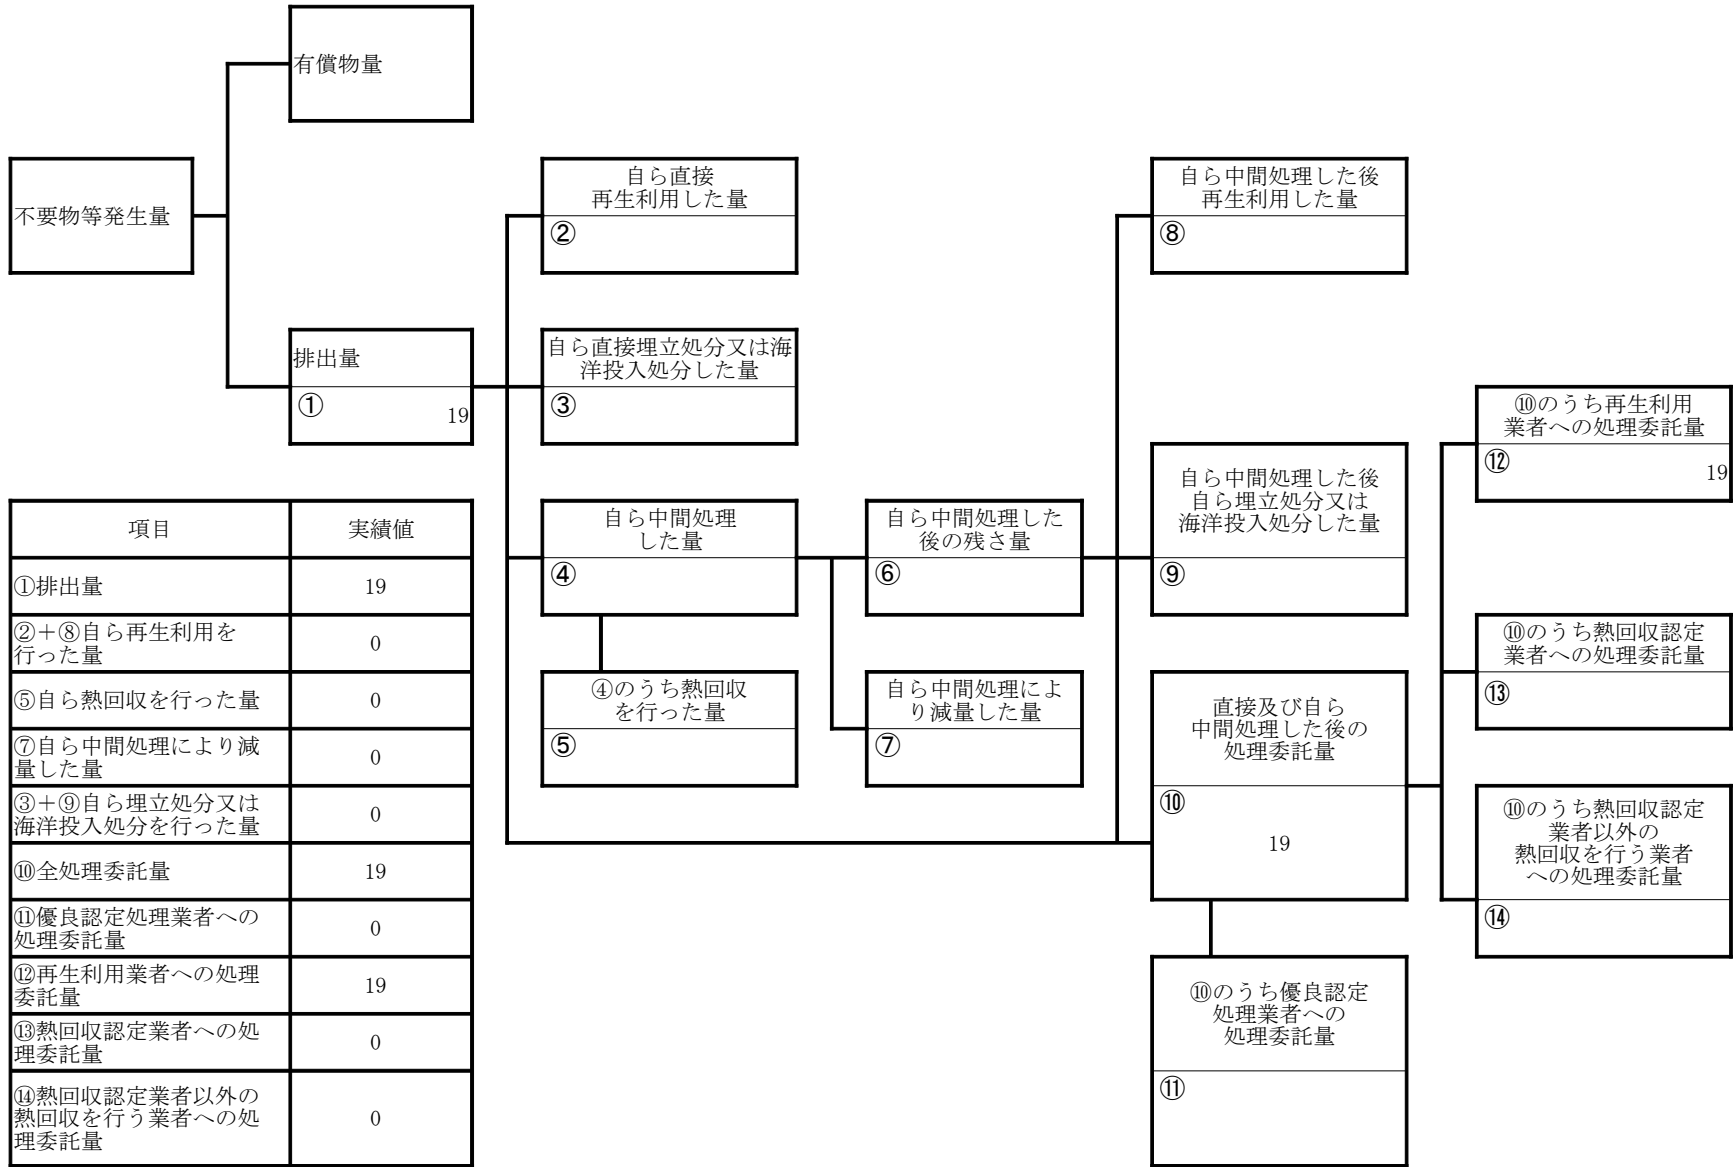 有償物量
不要物等発生量
自ら直接
再生利用した量
②
自ら中間処理した後
再生利用した量
⑧
排出量
①
19
自ら直接埋立処分又は海
洋投入処分した量
③
⑩のうち再生利用
業者への処理委託量
⑫
19
自ら中間処理
した量
④
自ら中間処理した
後の残さ量
⑥
自ら中間処理した後
自ら埋立処分又は
海洋投入処分した量
⑨
④のうち熱回収
を行った量
⑤
自ら中間処理によ
り減量した量
⑦
直接及び自ら
中間処理した後の
処理委託量
⑩
19
⑩のうち熱回収認定
業者への処理委託量
⑬
⑩のうち熱回収認定
業者以外の
熱回収を行う業者
への処理委託量
⑭
⑩のうち優良認定
処理業者への
処理委託量
⑪
項目 実績値
①排出量 19
②+⑧自ら再生利用を
行った量 0
⑤自ら熱回収を行った量 0
⑦自ら中間処理により減
量した量 0
③+⑨自ら埋立処分又は
海洋投入処分を行った量 0
⑩全処理委託量 19
⑪優良認定処理業者への
処理委託量 0
⑫再生利用業者への処理
委託量 19
⑬熱回収認定業者への処
理委託量 0
⑭熱回収認定業者以外の
熱回収を行う業者への処
理委託量 0